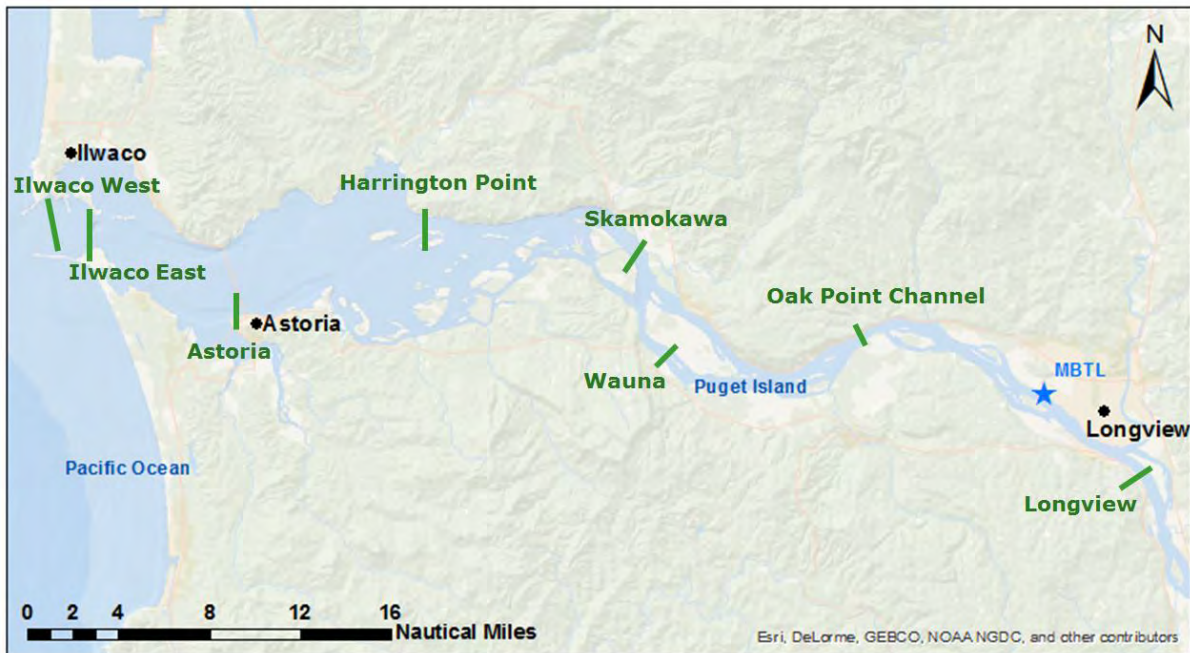 N
Ilwaco
Ilwaco West
Harrington Point
Skamokawa
Ilwaco East
Oak Point Channel
Astoria
Astoria
Wauna
Puget Island
MBTL
Longview
Pacific Ocean
Longview
0 2 4 8 12 16
Nautical Miles
Esri, DeLorme, GEBCO, NOAA NGDC, and other contributors